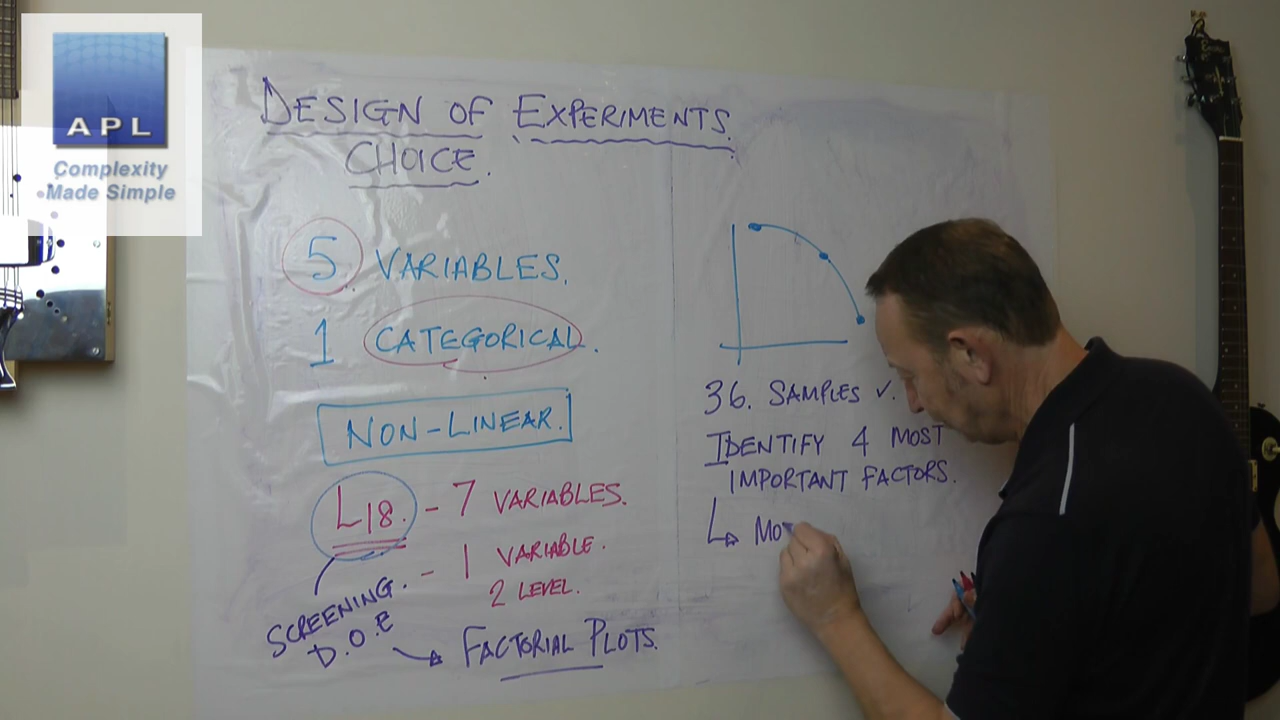 APL
Complexity
Made Simple
DESIGN OF EXPERIMENTS.
CHOICE.
5 VARIABLES.
1 CATEGORICAL.
NON-LINEAR.
L18. - 7 VARIABLES.
- 1 VARIABLE.
2 LEVEL.
SCREENING.
D.O.E
FACTORIAL PLOTS.
36. SAMPLES ✓.
IDENTIFY 4 MOST
IMPORTANT FACTORS.
MO